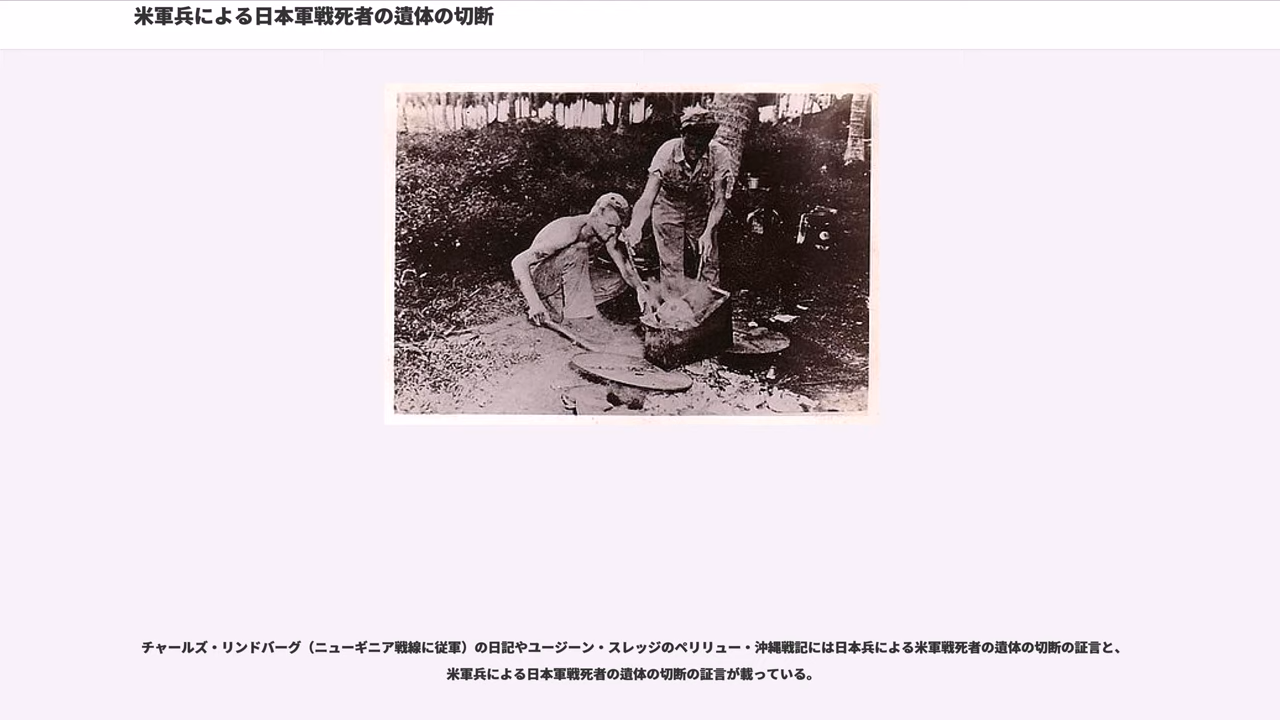 米軍兵による日本軍戦死者の遺体の切断
チャールズ・リンドバーグ（ニューギニア戦線に従軍）の日記やユージーン・スレッジのペリリュー・沖縄戦記には日本兵による米軍戦死者の遺体の切断の証言と、
米軍兵による日本軍戦死者の遺体の切断の証言が載っている。